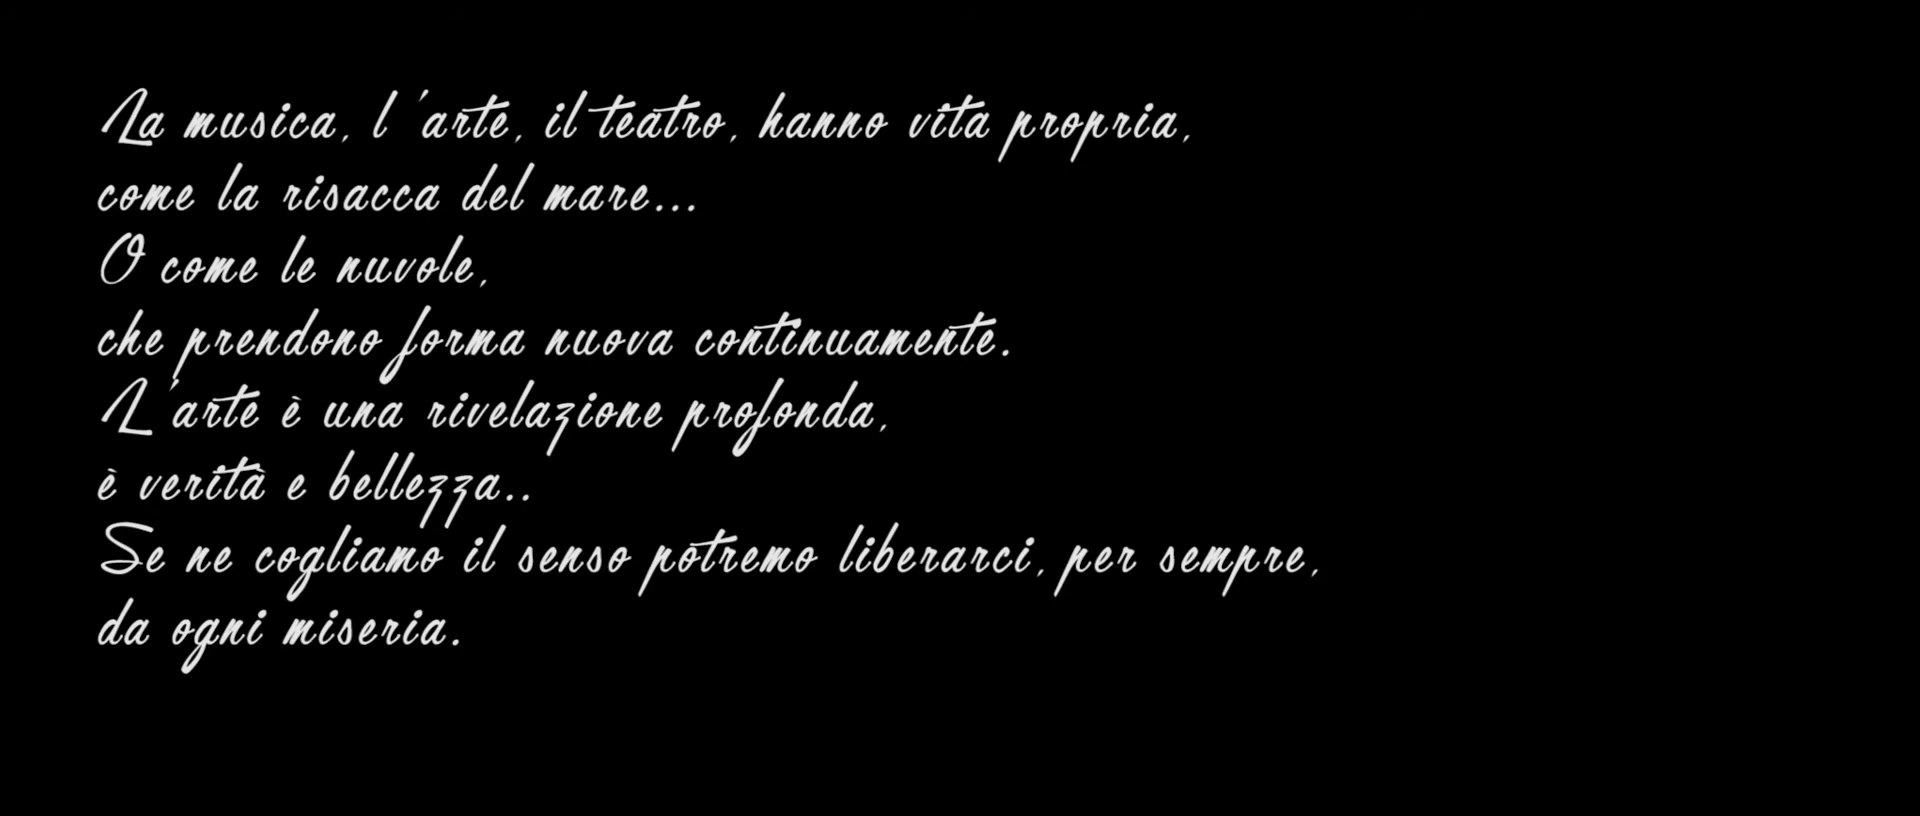 La musica, l'arte, il teatro, hanno vita propria,
come la risacca del mare...
O come le nuvole,
che prendono forma nuova continuamente.
L'arte è una rivelazione profonda,
è verità e bellezza..
Se ne cogliamo il senso potremo liberarci, per sempre,
da ogni miseria.